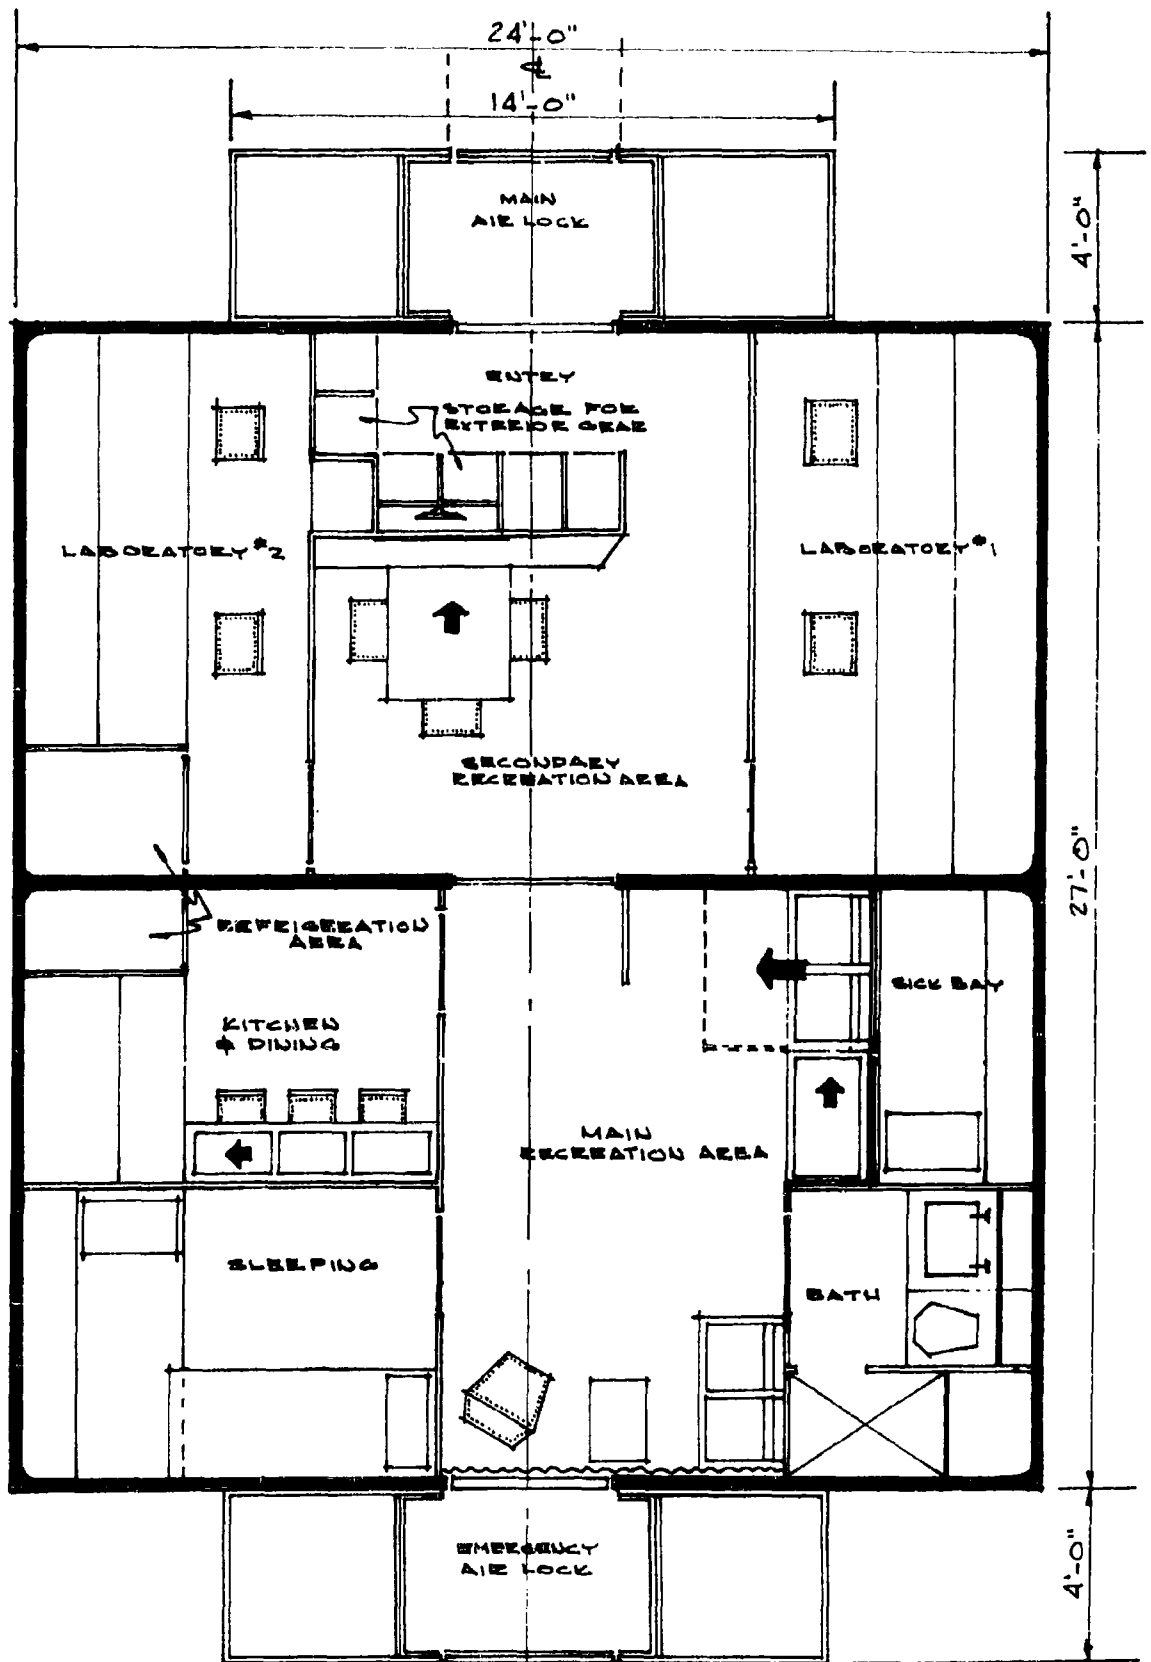 24'-0"
℄
14'-0"
MAIN
AIR LOCK
4'-0"
ENTRY
STORAGE FOR
EXTERIOR GEAR
LABORATORY #2
LABORATORY #1
SECONDARY
RECREATION AREA
27'-0"
REFRIGERATION
AREA
SICK BAY
KITCHEN
& DINING
MAIN
RECREATION AREA
SLEEPING
BATH
EMERGENCY
AIR LOCK
4'-0"